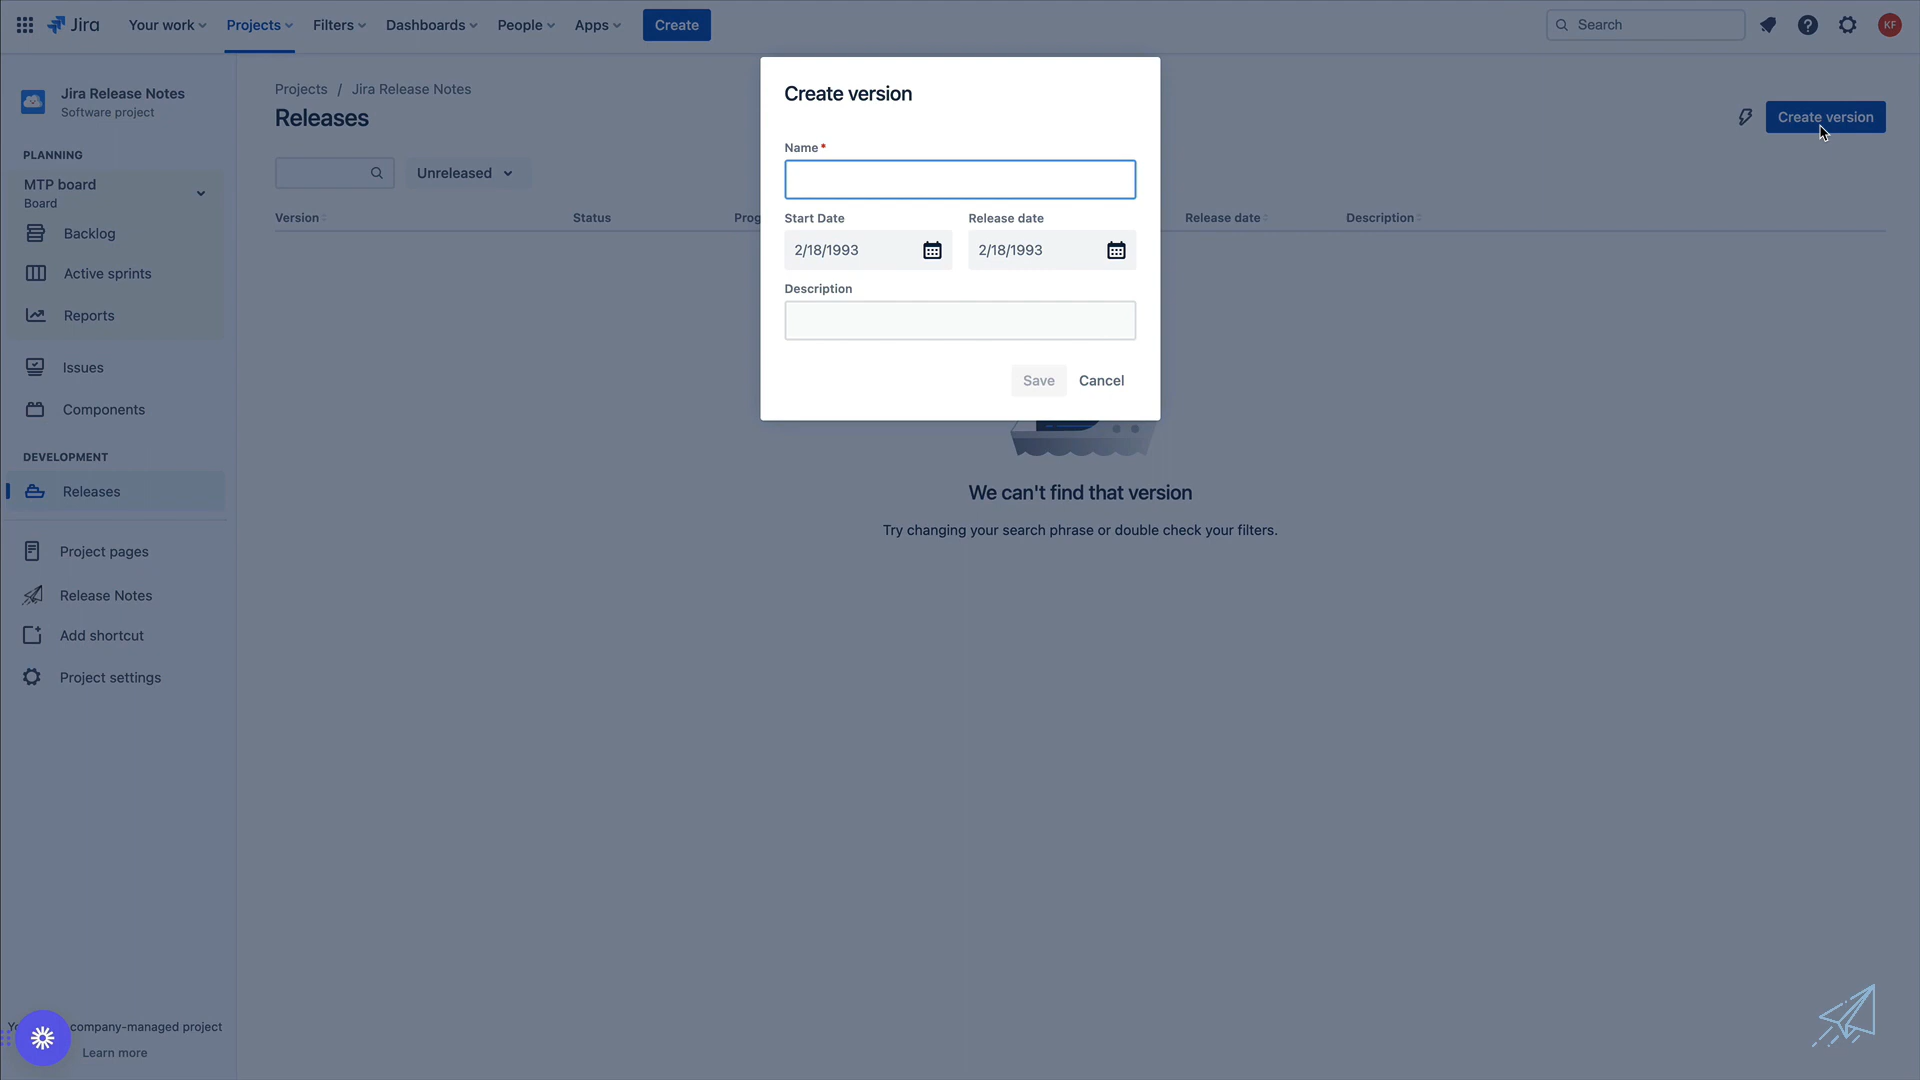 Jira
Your work
Projects
Filters
Dashboards
People
Apps
Create
Search
KF
Jira Release Notes
Software project
PLANNING
MTP board
Board
Backlog
Active sprints
Reports
Issues
Components
DEVELOPMENT
Releases
Project pages
Release Notes
Add shortcut
Project settings
company-managed project
Learn more
Projects / Jira Release Notes
Releases
Create version
Unreleased
Version
Status
Release date
Description
Create version
Name *
Start Date
Release date
2/18/1993
2/18/1993
Description
Save
Cancel
We can't find that version
Try changing your search phrase or double check your filters.